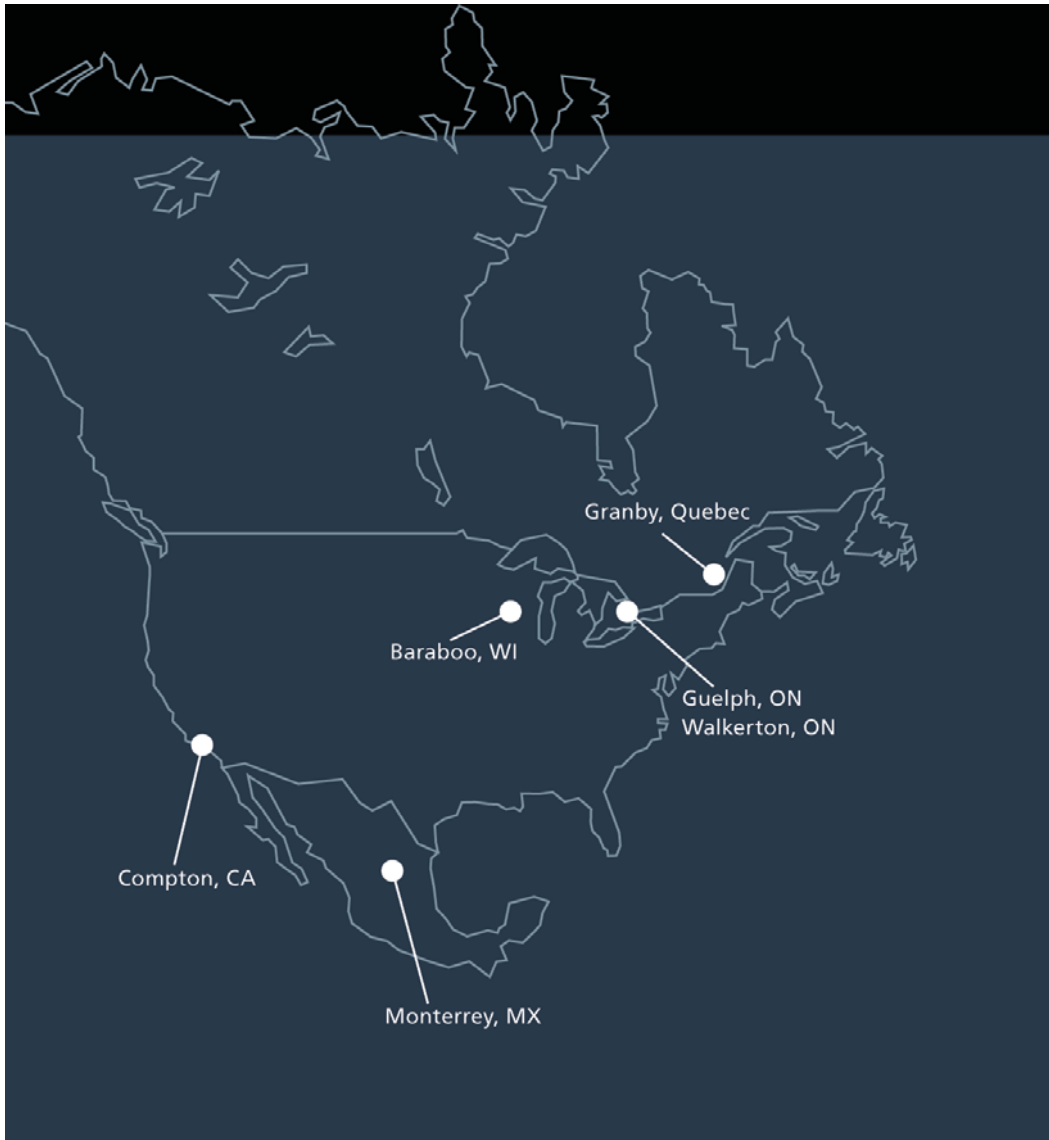 Granby, Quebec
Baraboo, WI
Guelph, ON
Walkerton, ON
Compton, CA
Monterrey, MX